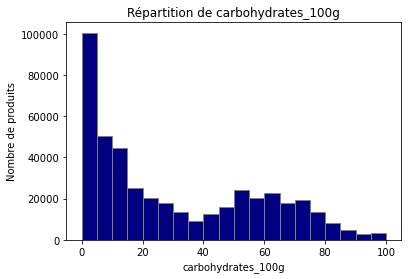 Répartition de carbohydrates_100g
Nombre de produits
100000
80000
60000
40000
20000
0
0 20 40 60 80 100
carbohydrates_100g